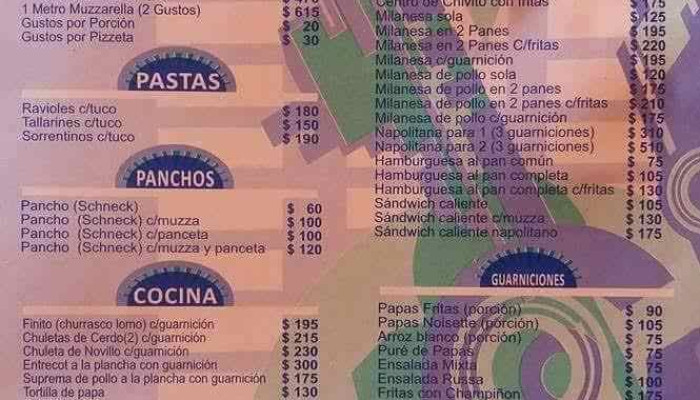 1 Metro Muzzarella (2 Gustos) $ 615
Gustos por Porción $ 20
Gustos por Pizzeta $ 30
PASTAS
Ravioles c/tuco $ 180
Tallarines c/tuco $ 150
Sorrentinos c/tuco $ 190
PANCHOS
Pancho (Schneck) $ 60
Pancho (Schneck) c/muzza $ 100
Pancho (Schneck) c/panceta $ 100
Pancho (Schneck) c/muzza y panceta $ 120
COCINA
Finito (churrasco lomo) c/guarnición $ 195
Chuletas de Cerdo(2) c/guarnición $ 215
Chuleta de Novillo c/guarnición $ 230
Entrecot a la plancha con guarnición $ 300
Suprema de pollo a la plancha con guarnición $ 175
Tortilla de papa $ 130
Centro de Chivito con fritas $ 175
Milanesa sola $ 125
Milanesa en 2 Panes $ 195
Milanesa en 2 Panes C/fritas $ 220
Milanesa c/guarnición $ 195
Milanesa de pollo sola $ 120
Milanesa de pollo en 2 panes $ 175
Milanesa de pollo en 2 panes c/fritas $ 210
Milanesa de pollo c/guarnición $ 175
Napolitana para 1 (3 guarniciones) $ 310
Napolitana para 2 (3 guarniciones) $ 510
Hamburguesa al pan común $ 75
Hamburguesa al pan completa $ 105
Hamburguesa al pan completa c/fritas $ 130
Sándwich caliente $ 105
Sándwich caliente c/muzza $ 130
Sándwich caliente napolitano $ 175
GUARNICIONES
Papas Fritas (porción) $ 90
Papas Noisette (porción) $ 105
Arroz blanco (porción) $ 75
Puré de Papas $ 75
Ensalada Mixta $ 75
Ensalada Russa $ 100
Fritas con Champiñon $ 175